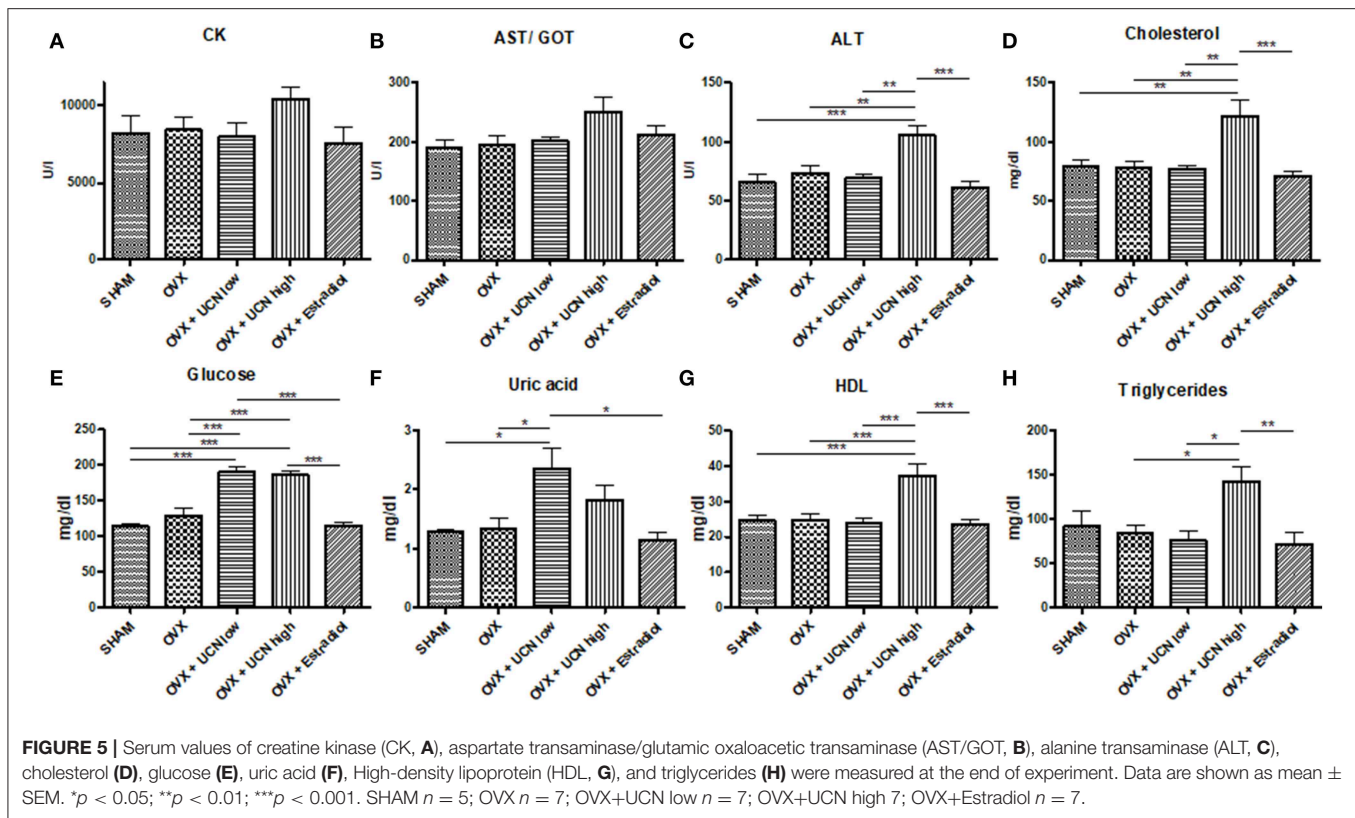 A
CK
U/l
10000
5000
0
SHAM
OVX
OVX + UCN low
OVX + UCN high
OVX + Estradiol
B
AST/ GOT
U/l
300
200
100
0
SHAM
OVX
OVX + UCN low
OVX + UCN high
OVX + Estradiol
C
ALT
***
**
**
***
U/l
150
100
50
0
SHAM
OVX
OVX + UCN low
OVX + UCN high
OVX + Estradiol
D
Cholesterol
***
**
**
**
mg/dl
150
100
50
0
SHAM
OVX
OVX + UCN low
OVX + UCN high
OVX + Estradiol
E
Glucose
***
***
***
***
***
***
mg/dl
250
200
150
100
50
0
SHAM
OVX
OVX + UCN low
OVX + UCN high
OVX + Estradiol
F
Uric acid
*
*
*
mg/dl
3
2
1
0
SHAM
OVX
OVX + UCN low
OVX + UCN high
OVX + Estradiol
G
HDL
***
***
***
***
mg/dl
50
40
30
20
10
0
SHAM
OVX
OVX + UCN low
OVX + UCN high
OVX + Estradiol
H
Triglycerides
**
*
*
mg/dl
200
150
100
50
0
SHAM
OVX
OVX + UCN low
OVX + UCN high
OVX + Estradiol
FIGURE 5 | Serum values of creatine kinase (CK, A), aspartate transaminase/glutamic oxaloacetic transaminase (AST/GOT, B), alanine transaminase (ALT, C),
cholesterol (D), glucose (E), uric acid (F), High-density lipoprotein (HDL, G), and triglycerides (H) were measured at the end of experiment. Data are shown as mean ±
SEM. *p < 0.05; **p < 0.01; ***p < 0.001. SHAM n = 5; OVX n = 7; OVX+UCN low n = 7; OVX+UCN high 7; OVX+Estradiol n = 7.